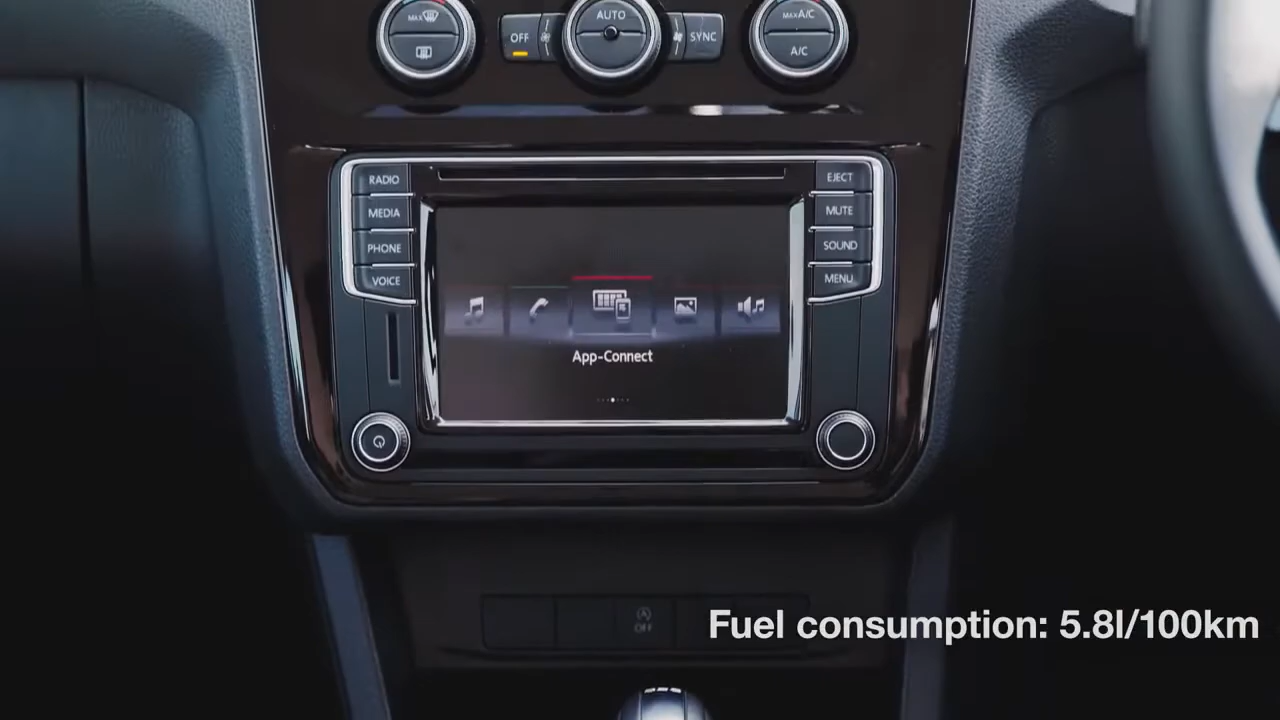 MAX
AUTO
OFF
SYNC
MAX A/C
A/C
RADIO
MEDIA
PHONE
VOICE
EJECT
MUTE
SOUND
MENU
App-Connect
OFF
Fuel consumption: 5.8l/100km